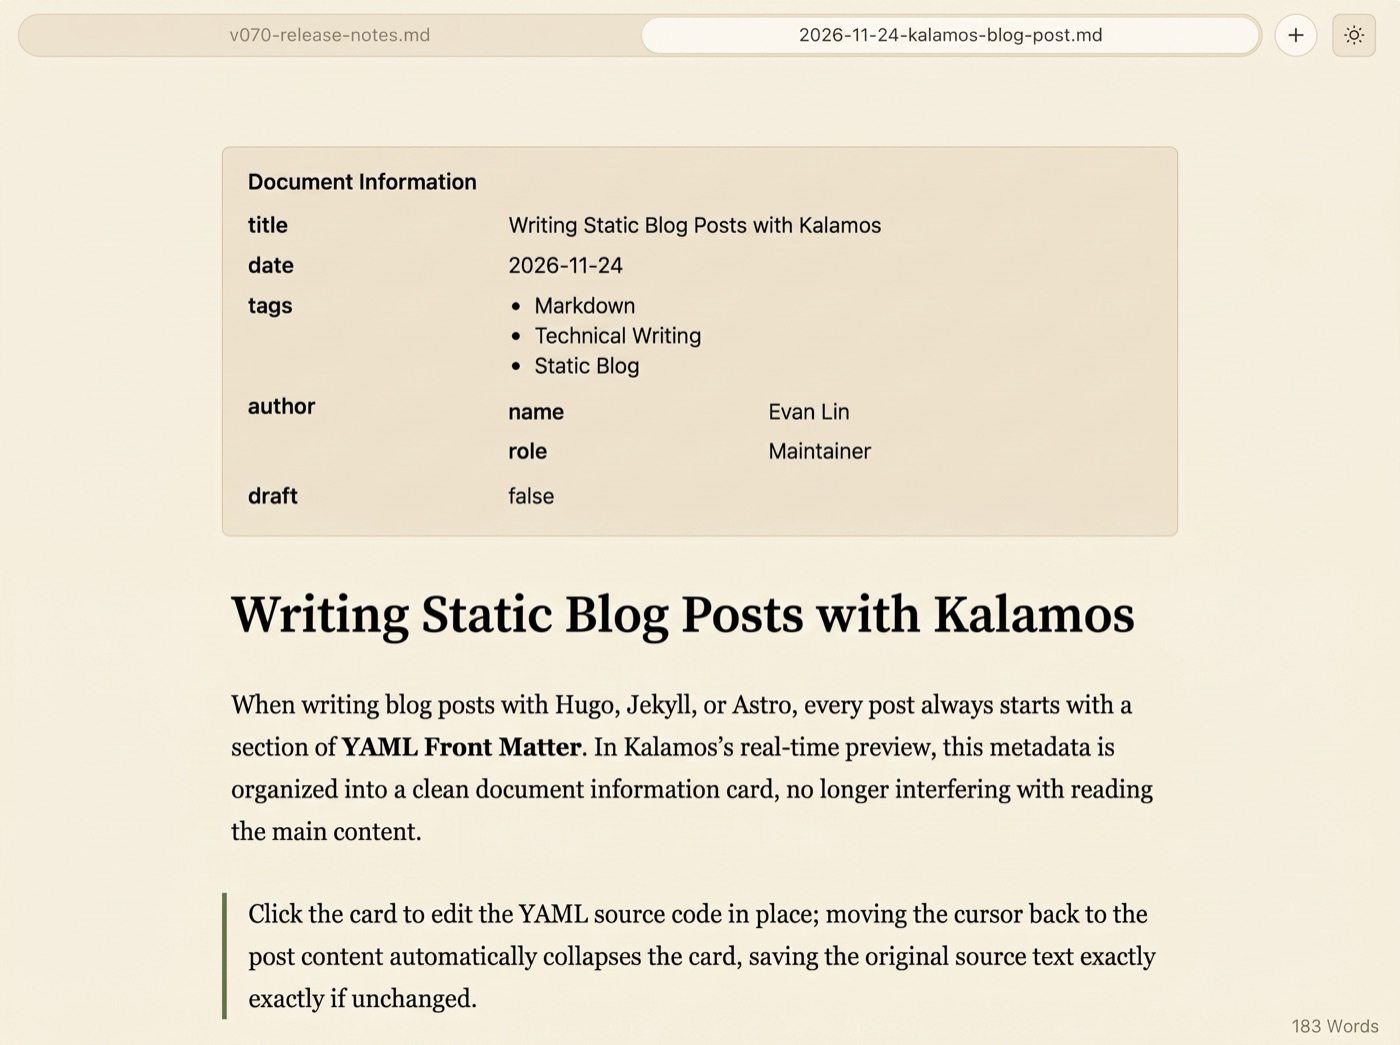 v070-release-notes.md
2026-11-24-kalamos-blog-post.md
Document Information
title Writing Static Blog Posts with Kalamos
date 2026-11-24
tags • Markdown
• Technical Writing
• Static Blog
author name Evan Lin
role Maintainer
draft false
Writing Static Blog Posts with Kalamos
When writing blog posts with Hugo, Jekyll, or Astro, every post always starts with a
section of YAML Front Matter. In Kalamos’s real-time preview, this metadata is
organized into a clean document information card, no longer interfering with reading
the main content.
Click the card to edit the YAML source code in place; moving the cursor back to the
post content automatically collapses the card, saving the original source text exactly
exactly if unchanged.
183 Words